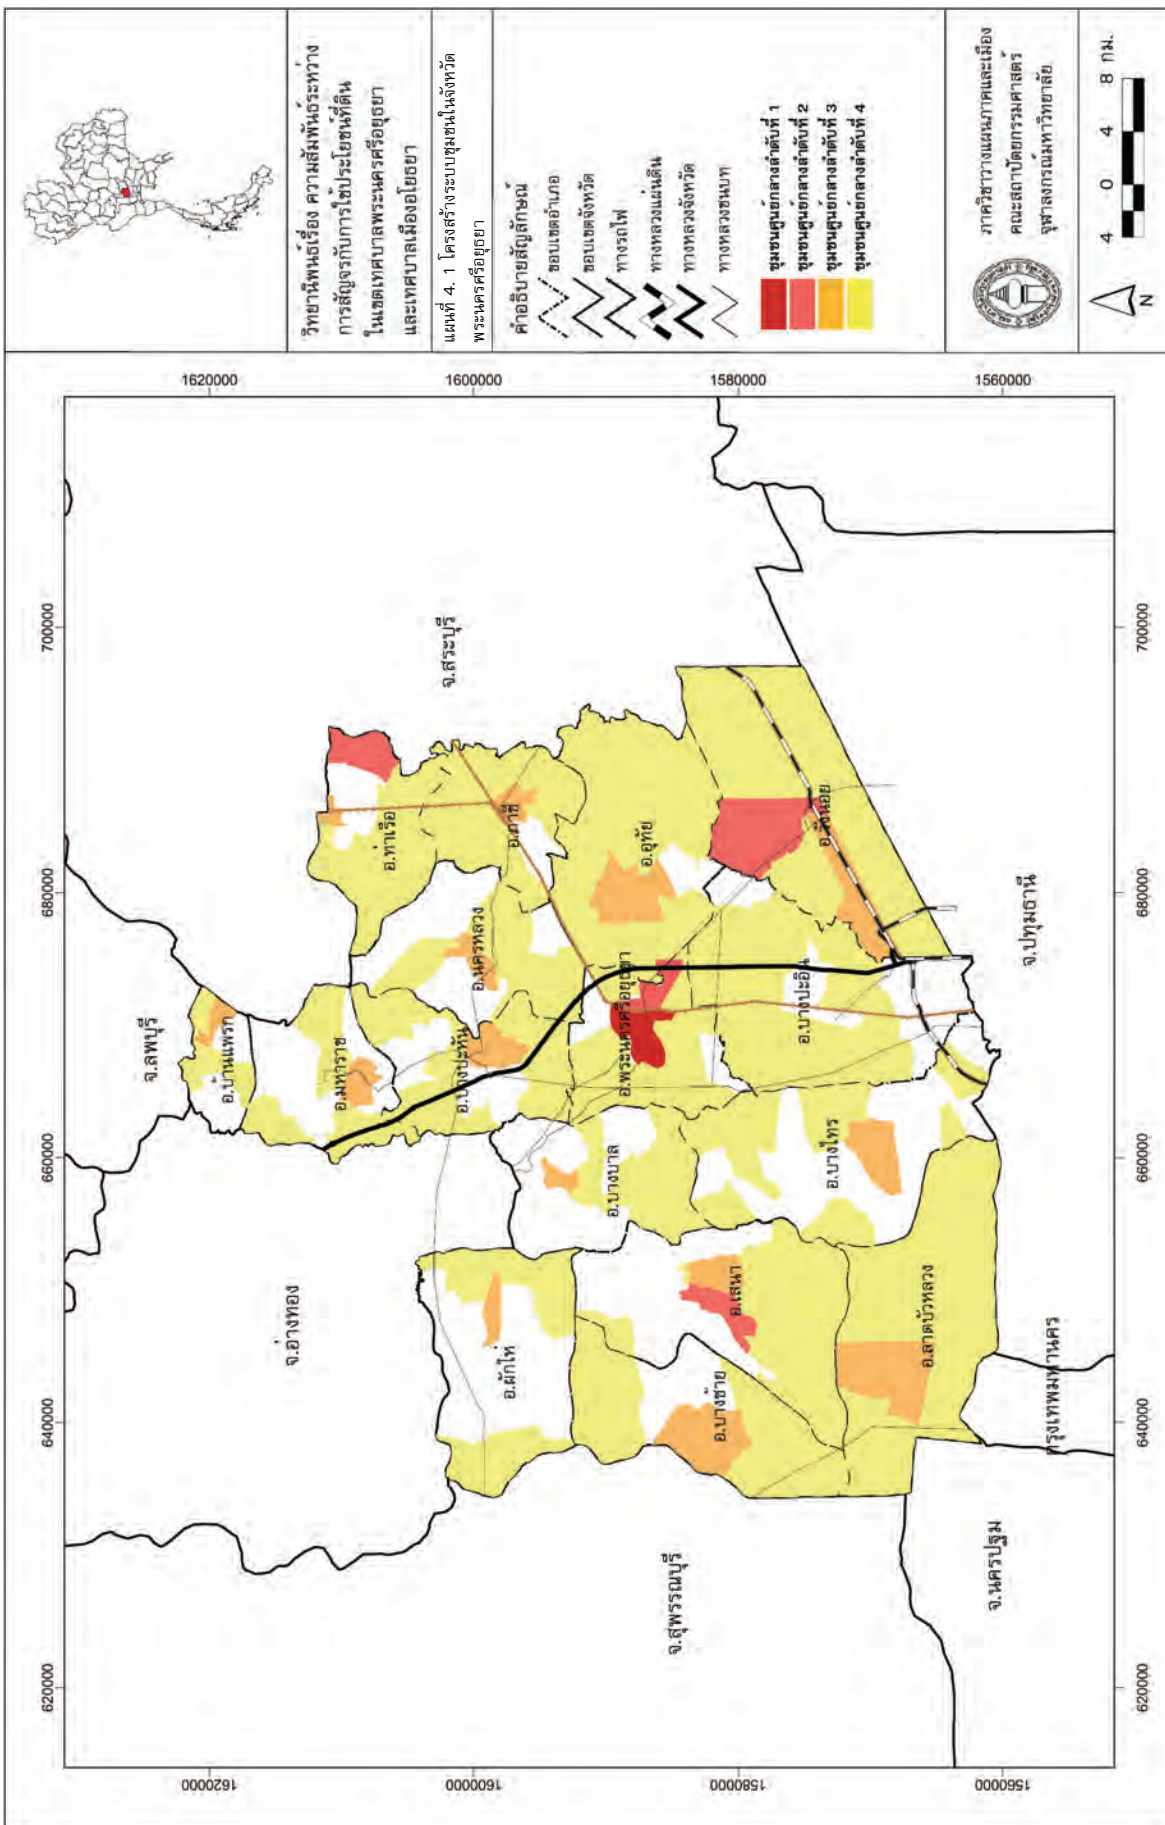 วิทยานิพนธ์เรื่อง ความสัมพันธ์ระหว่าง
การสัญจรกับการใช้ประโยชน์ที่ดิน
ในเขตเทศบาลพระนครศรีอยุธยา
และเทศบาลเมืองอโยธยา
แผนที่ 4. 1 โครงสร้างระบบชุมชนในจังหวัด
พระนครศรีอยุธยา
คำอธิบายสัญลักษณ์
ขอบเขตอำเภอ
ขอบเขตจังหวัด
ทางรถไฟ
ทางหลวงแผ่นดิน
ทางหลวงจังหวัด
ทางหลวงชนบท
ชุมชนศูนย์กลางลำดับที่ 1
ชุมชนศูนย์กลางลำดับที่ 2
ชุมชนศูนย์กลางลำดับที่ 3
ชุมชนศูนย์กลางลำดับที่ 4
ภาควิชาวางแผนภาคและเมือง
คณะสถาปัตยกรรมศาสตร์
จุฬาลงกรณ์มหาวิทยาลัย
N
4 0 4 8 กม.
620000 640000 660000 680000 700000
1620000
1600000
1580000
1560000
จ.ลพบุรี
จ.สระบุรี
จ.อ่างทอง
จ.สุพรรณบุรี
จ.นครปฐม
กรุงเทพมหานคร
จ.ปทุมธานี
อ.บ้านแพรก
อ.ท่าเรือ
อ.มหาราช
อ.ภาชี
อ.นครหลวง
อ.บางปะหัน
อ.ผักไห่
อ.อุทัย
อ.พระนครศรีอยุธยา
อ.บางบาล
อ.บางซ้าย
อ.เสนา
อ.บางปะอิน
อ.วังน้อย
อ.บางไทร
อ.ลาดบัวหลวง
620000 640000 660000 680000 700000
1620000
1600000
1580000
1560000